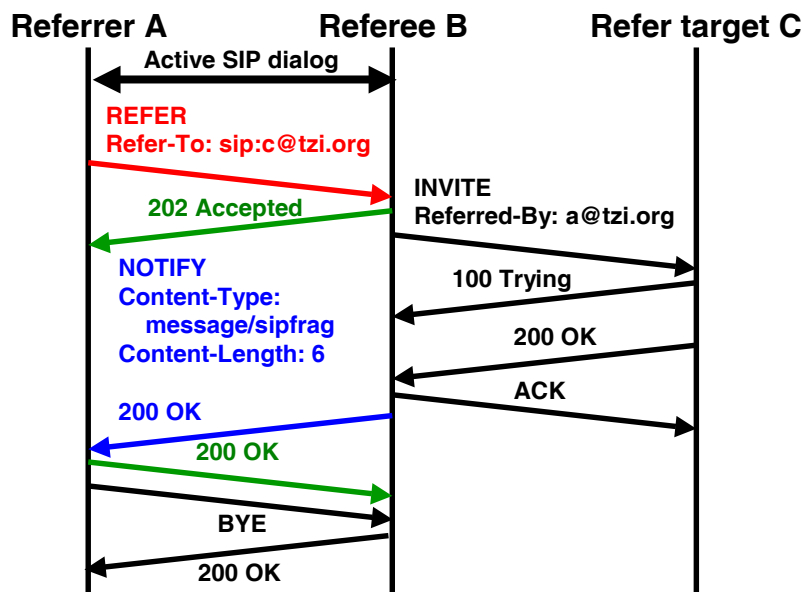 Referrer A
Referee B
Refer target C
Active SIP dialog
REFER
Refer-To: sip:c@tzi.org
202 Accepted
INVITE
Referred-By: a@tzi.org
100 Trying
NOTIFY
Content-Type:
message/sipfrag
Content-Length: 6
200 OK
ACK
200 OK
200 OK
BYE
200 OK